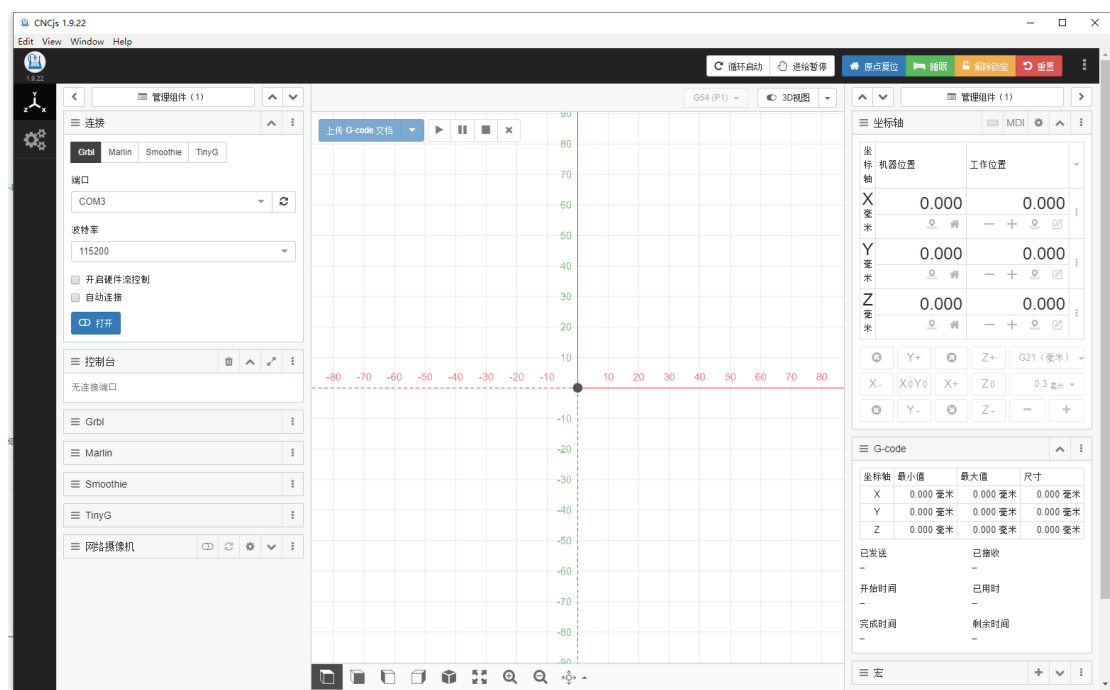 CNCjs 1.9.22
Edit View Window Help
1.9.22
循环启动 进给暂停 原点复位 睡眠 解除锁定 重置
管理组件 (1)
连接
Grbl Marlin Smoothie TinyG
端口
COM3
波特率
115200
开启硬件流控制
自动连接
打开
控制台
无连接端口
Grbl
Marlin
Smoothie
TinyG
网络摄像机
G54 (P1) 3D视图
上传 G-code 文档
90
80
70
60
50
40
30
20
10
-80 -70 -60 -50 -40 -30 -20 -10 10 20 30 40 50 60 70 80
-10
-20
-30
-40
-50
-60
-70
-80
-90
管理组件 (1)
坐标轴 MDI
坐标轴 机器位置 工作位置
X 毫米 0.000 0.000
Y 毫米 0.000 0.000
Z 毫米 0.000 0.000
Y+ Z+ G21 (毫米)
X- X0Y0 X+ Z0 0.3 毫米
Y- Z-
G-code
坐标轴 最小值 最大值 尺寸
X 0.000 毫米 0.000 毫米 0.000 毫米
Y 0.000 毫米 0.000 毫米 0.000 毫米
Z 0.000 毫米 0.000 毫米 0.000 毫米
已发送 已接收
– –
开始时间 已用时
– –
完成时间 剩余时间
– –
宏